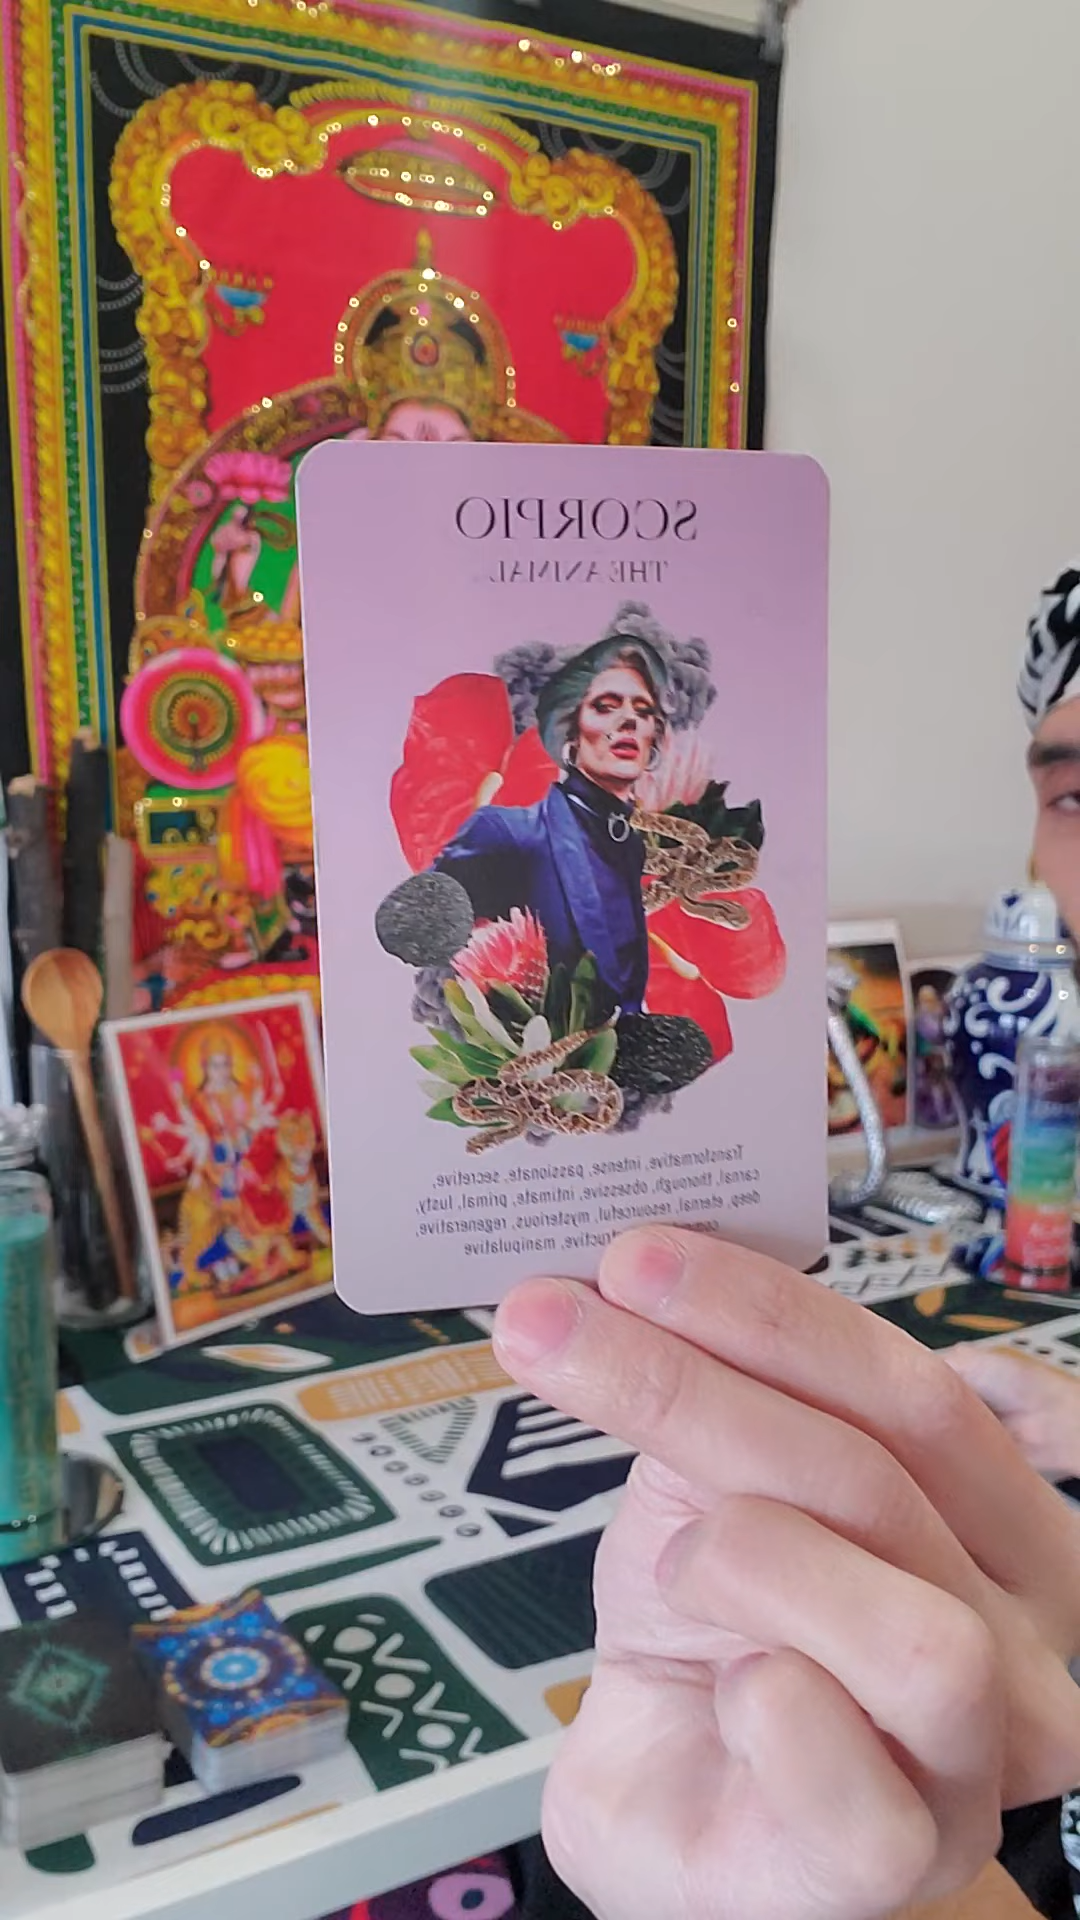 SCORPIO
THE ANIMAL
Transformative, intense, passionate, secretive,
carnal, thorough, obsessive, intimate, primal, lusty,
deep, eternal, resourceful, mysterious, regenerative,
manipulative